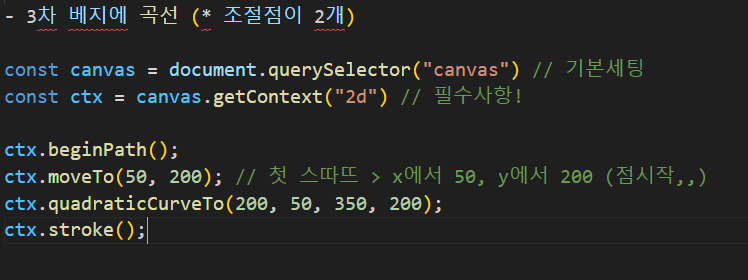 - 3차 베지에 곡선 (* 조절점이 2개)
const canvas = document.querySelector("canvas") // 기본세팅
const ctx = canvas.getContext("2d") // 필수사항!
ctx.beginPath();
ctx.moveTo(50, 200); // 첫 스따뜨 > x에서 50, y에서 200 (점시작,,)
ctx.quadraticCurveTo(200, 50, 350, 200);
ctx.stroke();